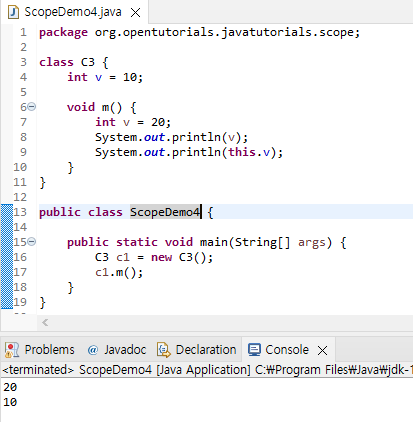 ScopeDemo4.java
1 package org.opentutorials.javatutorials.scope;
2
3 class C3 {
4 int v = 10;
5
6 void m() {
7 int v = 20;
8 System.out.println(v);
9 System.out.println(this.v);
10 }
11 }
12
13 public class ScopeDemo4 {
14
15 public static void main(String[] args) {
16 C3 c1 = new C3();
17 c1.m();
18 }
19 }
Problems @ Javadoc Declaration Console
<terminated> ScopeDemo4 [Java Application] C:₩Program Files₩Java₩jdk-1
20
10